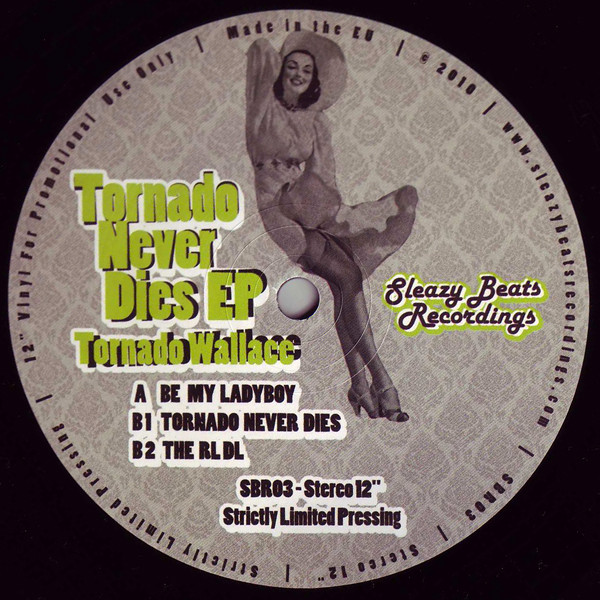 Tornado
Never
Dies EP
Tornado Wallace
A BE MY LADYBOY
B1 TORNADO NEVER DIES
B2 THE RL DL
SBR03 - Stereo 12"
Strictly Limited Pressing
Sleazy Beats
Recordings
12" Vinyl For Promotional Use Only | Made in the EU | © 2010 | www.sleazybeatsrecordings.com | SBR03 | Stereo 12" | Strictly Limited Pressing |